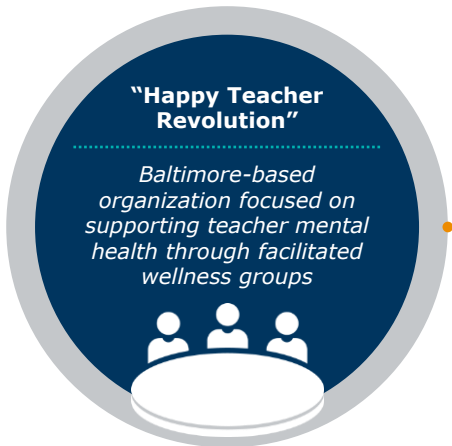 “Happy Teacher
Revolution”
Baltimore-based
organization focused on
supporting teacher mental
health through facilitated
wellness groups